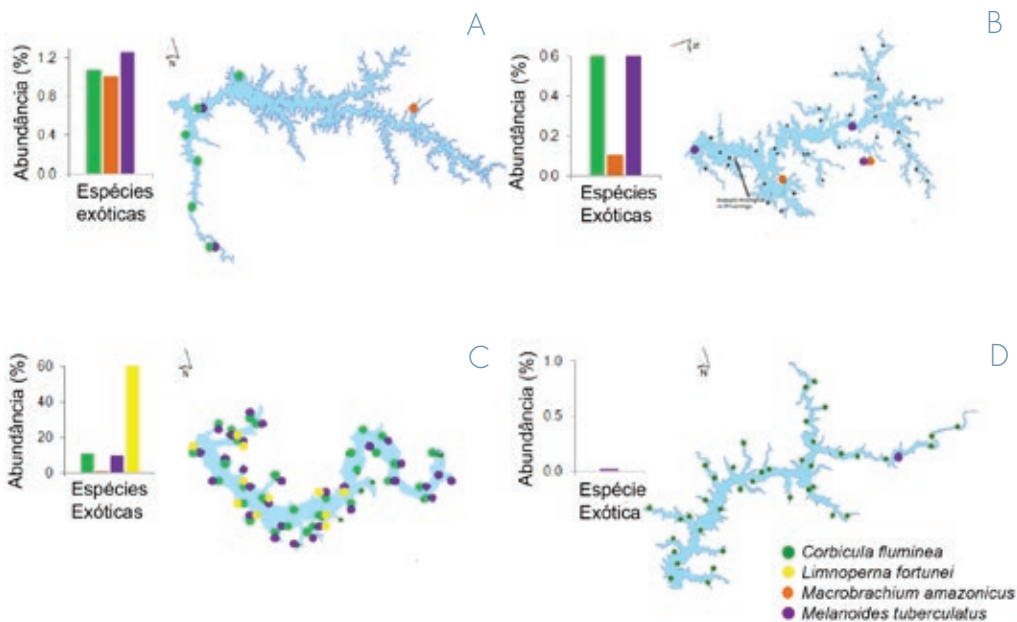 A
Abundância (%)
1.2
0.8
0.4
0.0
Espécies
exóticas
N
B
Abundância (%)
0.6
0.4
0.2
0.0
Espécies
Exóticas
N
C
Abundância (%)
60
40
20
0
Espécies
Exóticas
N
D
Abundância (%)
1.0
0.5
0.0
Espécie
Exótica
N
Corbicula fluminea
Limnoperna fortunei
Macrobrachium amazonicus
Melanoides tuberculatus